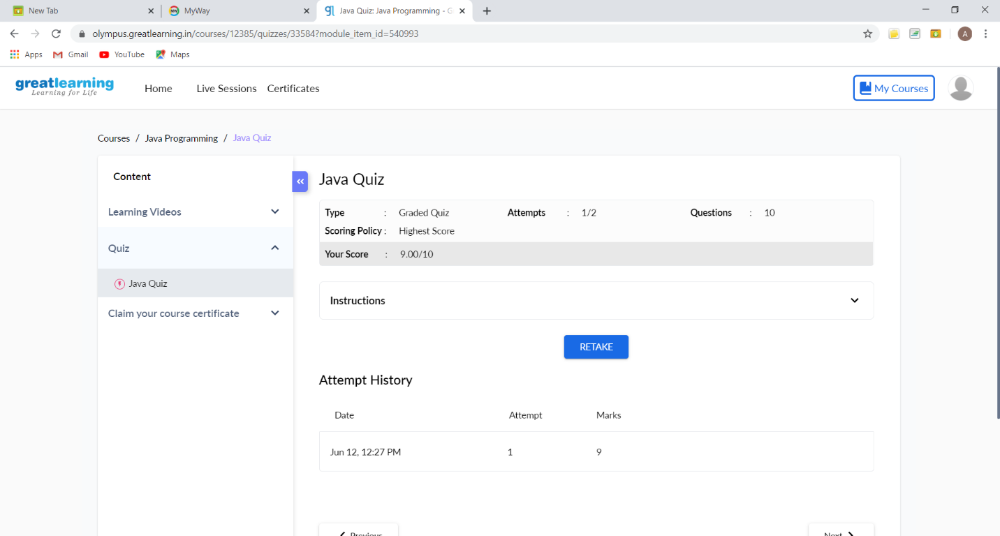 New Tab
MyWay
Java Quiz: Java Programming - G
olympus.greatlearning.in/courses/12385/quizzes/33584?module_item_id=540993
A
Apps Gmail YouTube Maps
greatlearning
Learning for Life
Home Live Sessions Certificates
My Courses
Courses / Java Programming / Java Quiz
Content
Learning Videos
Quiz
Java Quiz
Claim your course certificate
Java Quiz
Type : Graded Quiz Attempts : 1/2 Questions : 10
Scoring Policy : Highest Score
Your Score : 9.00/10
Instructions
RETAKE
Attempt History
Date Attempt Marks
Jun 12, 12:27 PM 1 9
Previous Next